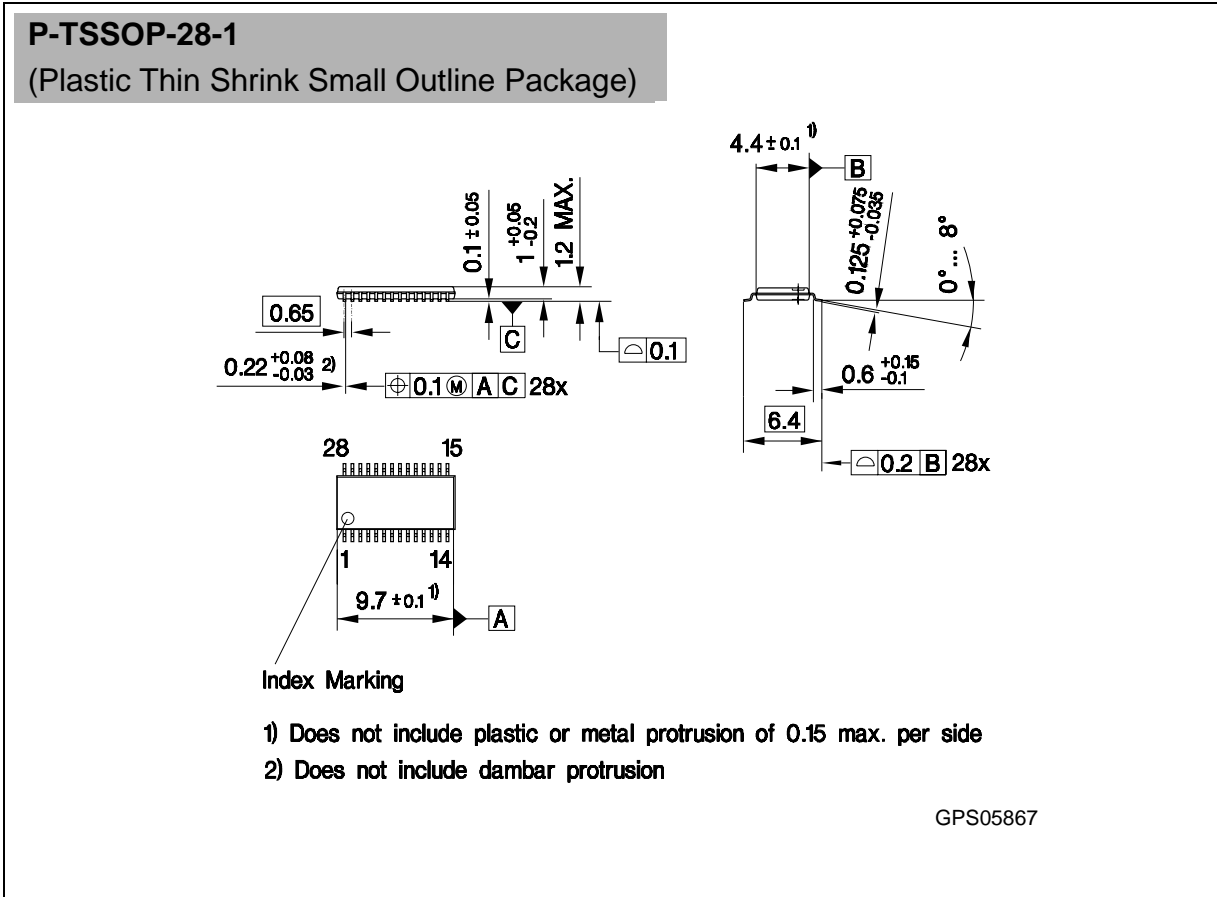 P-TSSOP-28-1
(Plastic Thin Shrink Small Outline Package)
4.4 ± 0.1 1)
B
0.1 ± 0.05
1 +0.05 -0.2
1.2 MAX.
0.125 +0.075 -0.035
0° ... 8°
0.65
C
⌓ 0.1
0.22 +0.08 -0.03 2)
⌖ 0.1 Ⓜ A C 28x
0.6 +0.15 -0.1
6.4
⌓ 0.2 B 28x
28 15
1 14
9.7 ± 0.1 1)
A
Index Marking
1) Does not include plastic or metal protrusion of 0.15 max. per side
2) Does not include dambar protrusion
GPS05867